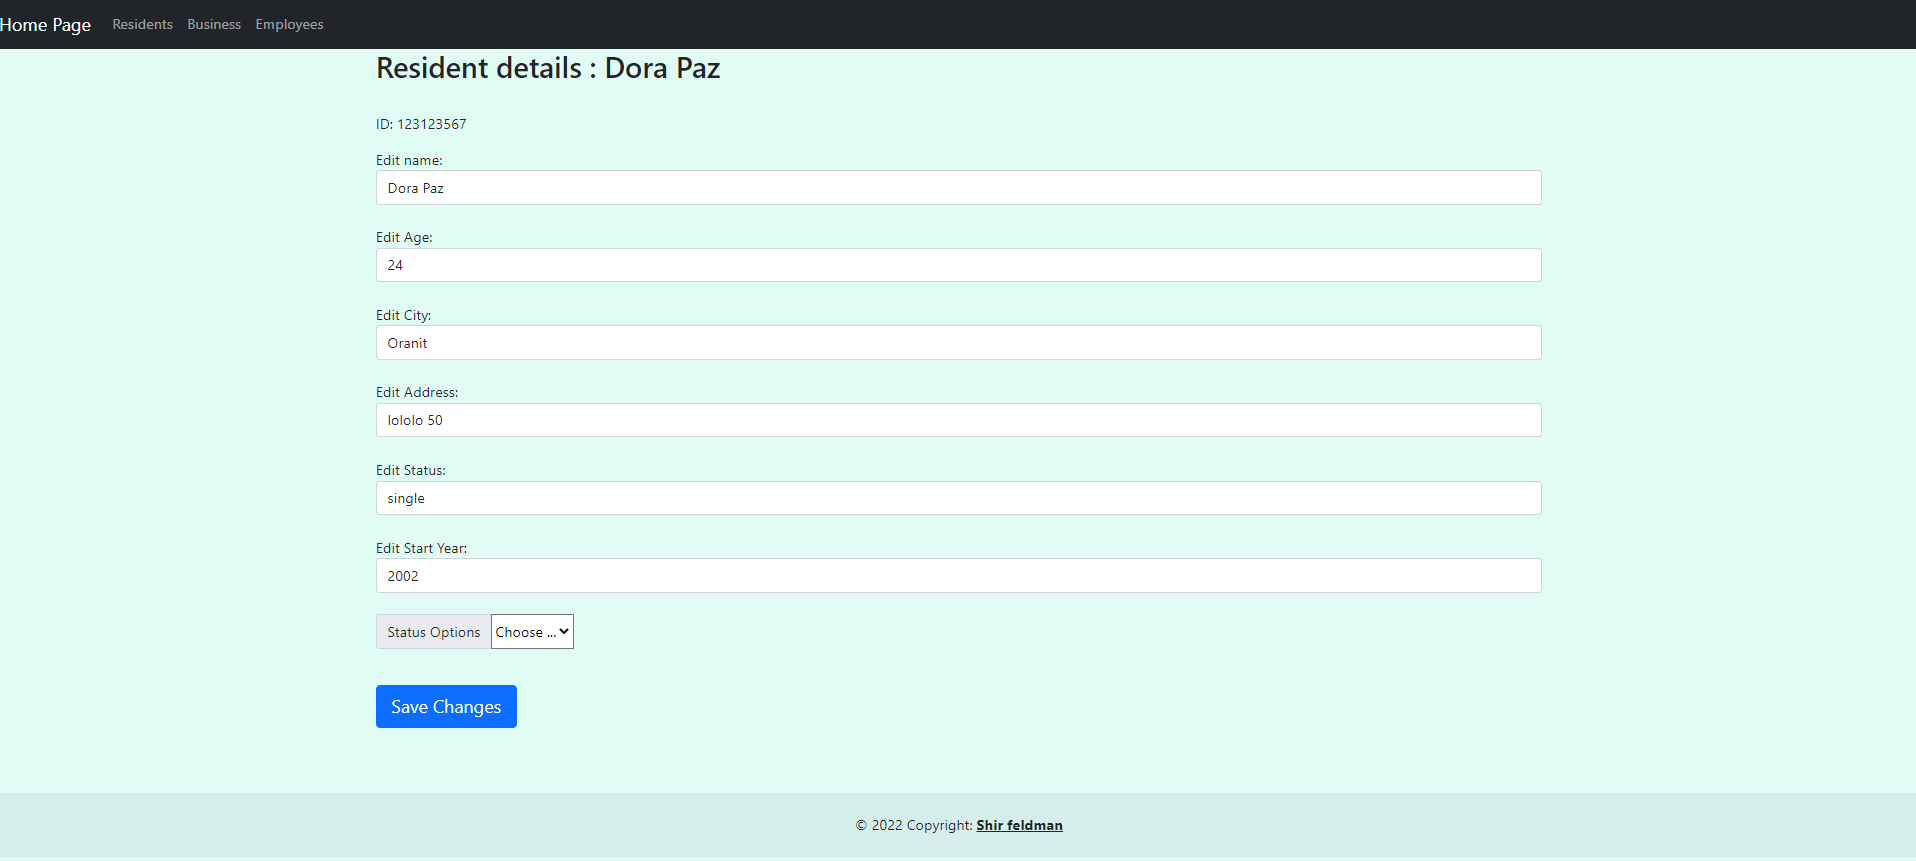 Home Page Residents Business Employees
Resident details : Dora Paz
ID: 123123567
Edit name:
Dora Paz
Edit Age:
24
Edit City:
Oranit
Edit Address:
lololo 50
Edit Status:
single
Edit Start Year:
2002
Status Options Choose ...
Save Changes
© 2022 Copyright: Shir feldman